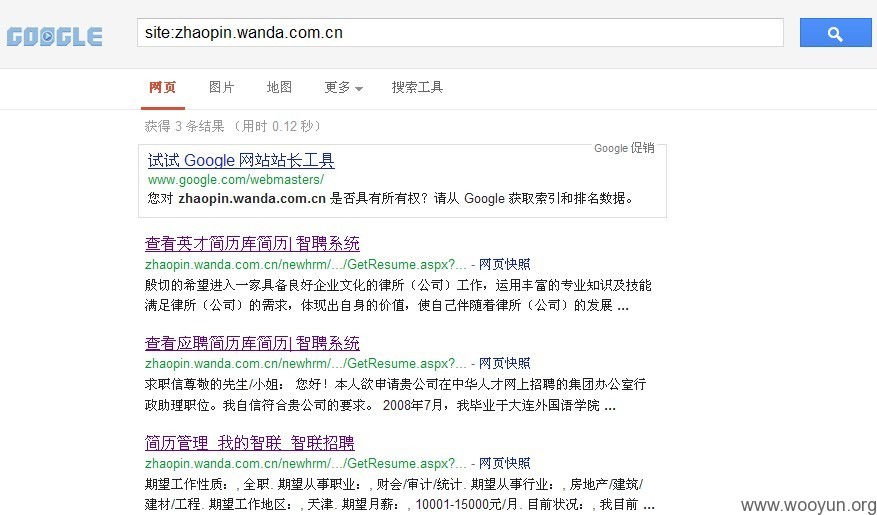 GOOGLE
site:zhaopin.wanda.com.cn
网页 图片 地图 更多 搜索工具
获得 3 条结果 （用时 0.12 秒）
Google 促销
试试 Google 网站站长工具
www.google.com/webmasters/
您对 zhaopin.wanda.com.cn 是否具有所有权？请从 Google 获取索引和排名数据。
查看英才简历库简历| 智聘系统
zhaopin.wanda.com.cn/newhrm/.../GetResume.aspx?... - 网页快照
殷切的希望进入一家具备良好企业文化的律所（公司）工作，运用丰富的专业知识及技能
满足律所（公司）的需求，体现出自身的价值，使自己伴随着律所（公司）的发展 ...
查看应聘简历库简历| 智聘系统
zhaopin.wanda.com.cn/newhrm/.../GetResume.aspx?... - 网页快照
求职信尊敬的先生/小姐： 您好！本人欲申请贵公司在中华人才网上招聘的集团办公室行
政助理职位。我自信符合贵公司的要求。 2008年7月，我毕业于大连外国语学院 ...
简历管理_我的智联_智联招聘
zhaopin.wanda.com.cn/newhrm/.../GetResume.aspx?... - 网页快照
期望工作性质：, 全职. 期望从事职业：, 财会/审计/统计. 期望从事行业：, 房地产/建筑/
建材/工程. 期望工作地区：, 天津. 期望月薪：, 10001-15000元/月. 目前状况：, 我目前 ...
www.wooyun.org